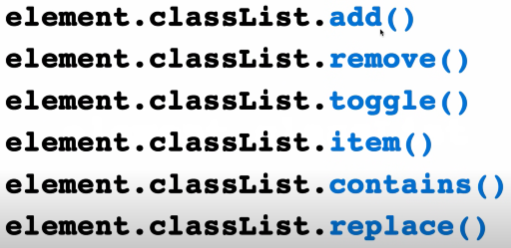 element.classList.add()
element.classList.remove()
element.classList.toggle()
element.classList.item()
element.classList.contains()
element.classList.replace()